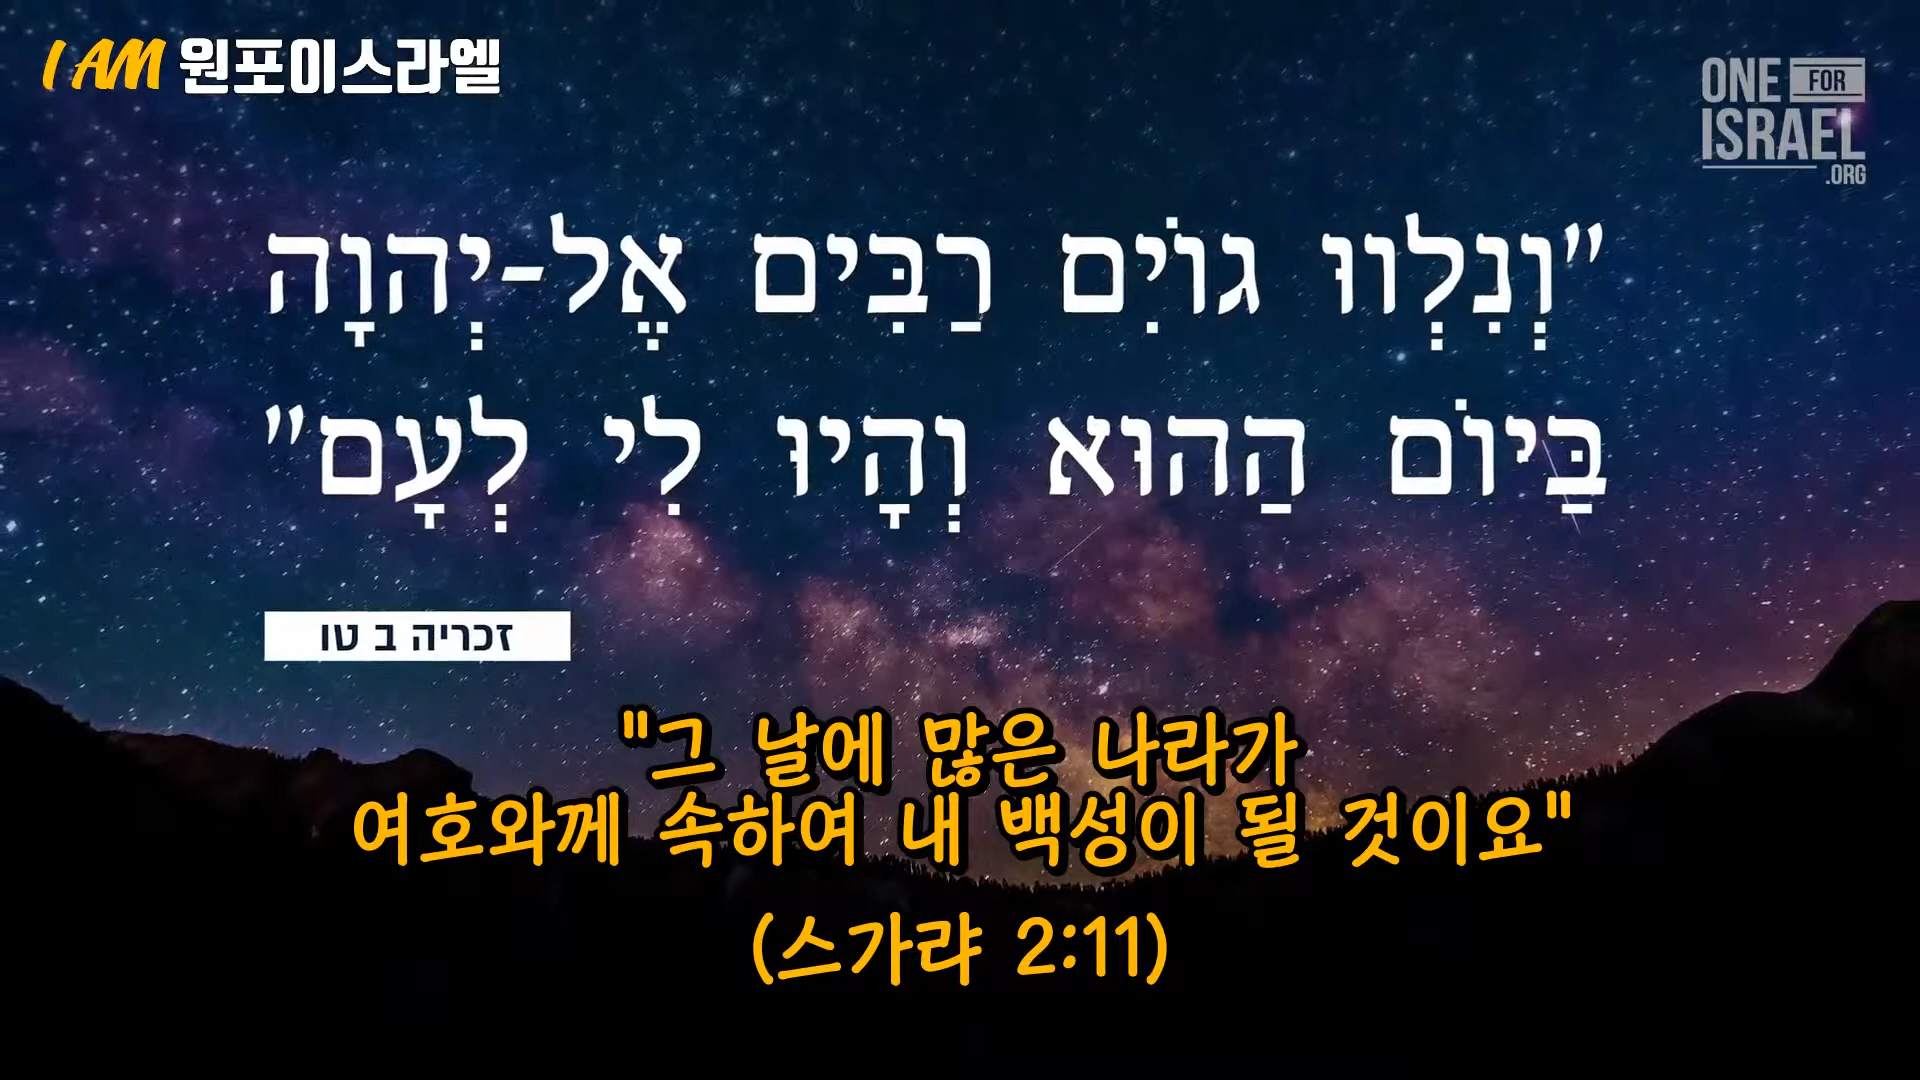 I AM 원포이스라엘
ONE FOR
ISRAEL
.ORG
"וְנִלְווּ גוֹיִם רַבִּים אֶל-יְהוָה
בַּיוֹם הַהוּא וְהָיוּ לִי לְעָם"
זכריה ב טו
"그 날에 많은 나라가
여호와께 속하여 내 백성이 될 것이요"
(스가랴 2:11)